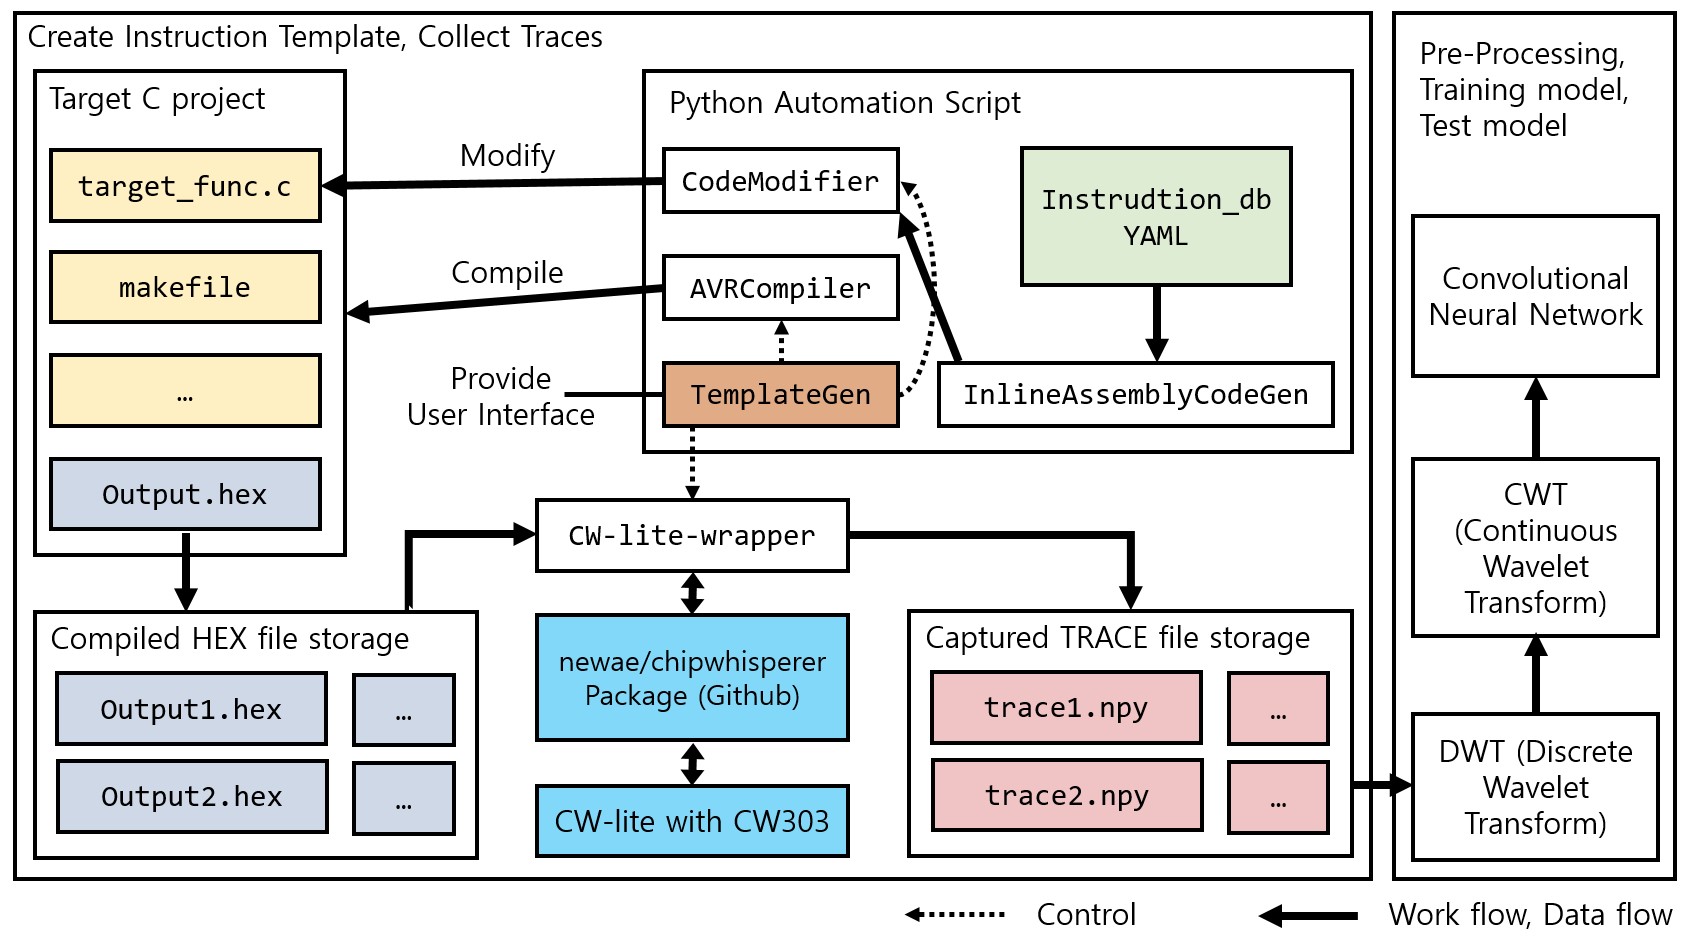 Create Instruction Template, Collect Traces
Target C project
target_func.c
makefile
…
Output.hex
Modify
Compile
Provide
User Interface
Python Automation Script
CodeModifier
AVRCompiler
TemplateGen
Instrudtion_db
YAML
InlineAssemblyCodeGen
CW-lite-wrapper
newae/chipwhisperer
Package (Github)
CW-lite with CW303
Compiled HEX file storage
Output1.hex
…
Output2.hex
…
Captured TRACE file storage
trace1.npy
…
trace2.npy
…
Pre-Processing,
Training model,
Test model
Convolutional
Neural Network
CWT
(Continuous
Wavelet
Transform)
DWT (Discrete
Wavelet
Transform)
Control
Work flow, Data flow